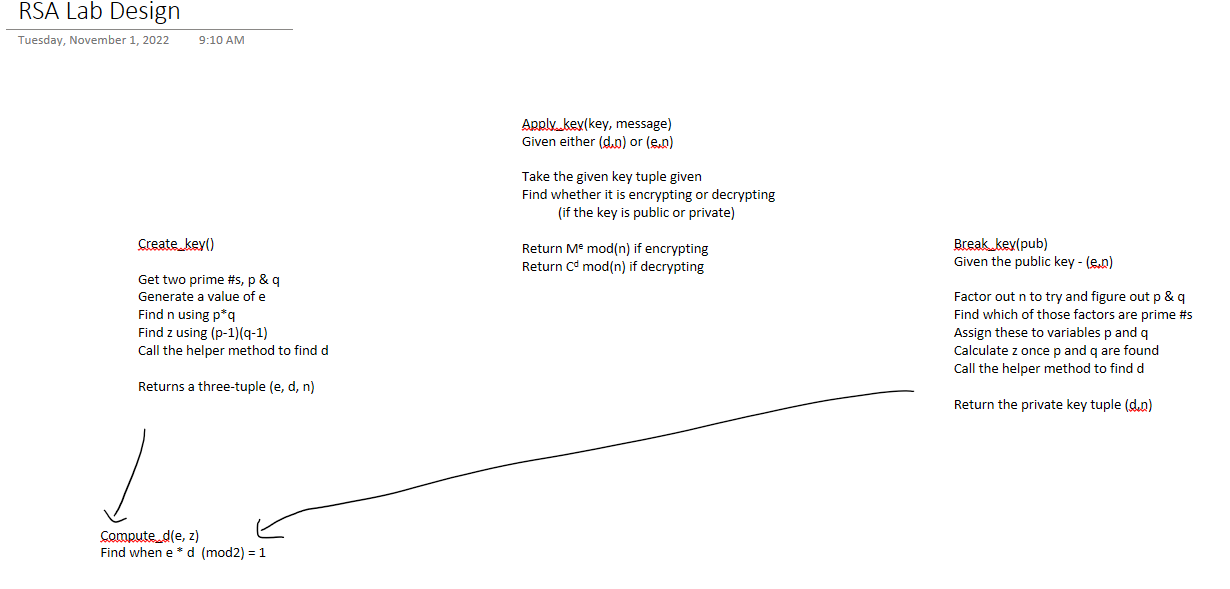 RSA Lab Design
Tuesday, November 1, 2022 9:10 AM
Apply_key(key, message)
Given either (d,n) or (e,n)
Take the given key tuple given
Find whether it is encrypting or decrypting
(if the key is public or private)
Return Mᵉ mod(n) if encrypting
Return Cᵈ mod(n) if decrypting
Create_key()
Get two prime #s, p & q
Generate a value of e
Find n using p*q
Find z using (p-1)(q-1)
Call the helper method to find d
Returns a three-tuple (e, d, n)
Break_key(pub)
Given the public key - (e,n)
Factor out n to try and figure out p & q
Find which of those factors are prime #s
Assign these to variables p and q
Calculate z once p and q are found
Call the helper method to find d
Return the private key tuple (d,n)
Compute_d(e, z)
Find when e * d (mod2) = 1